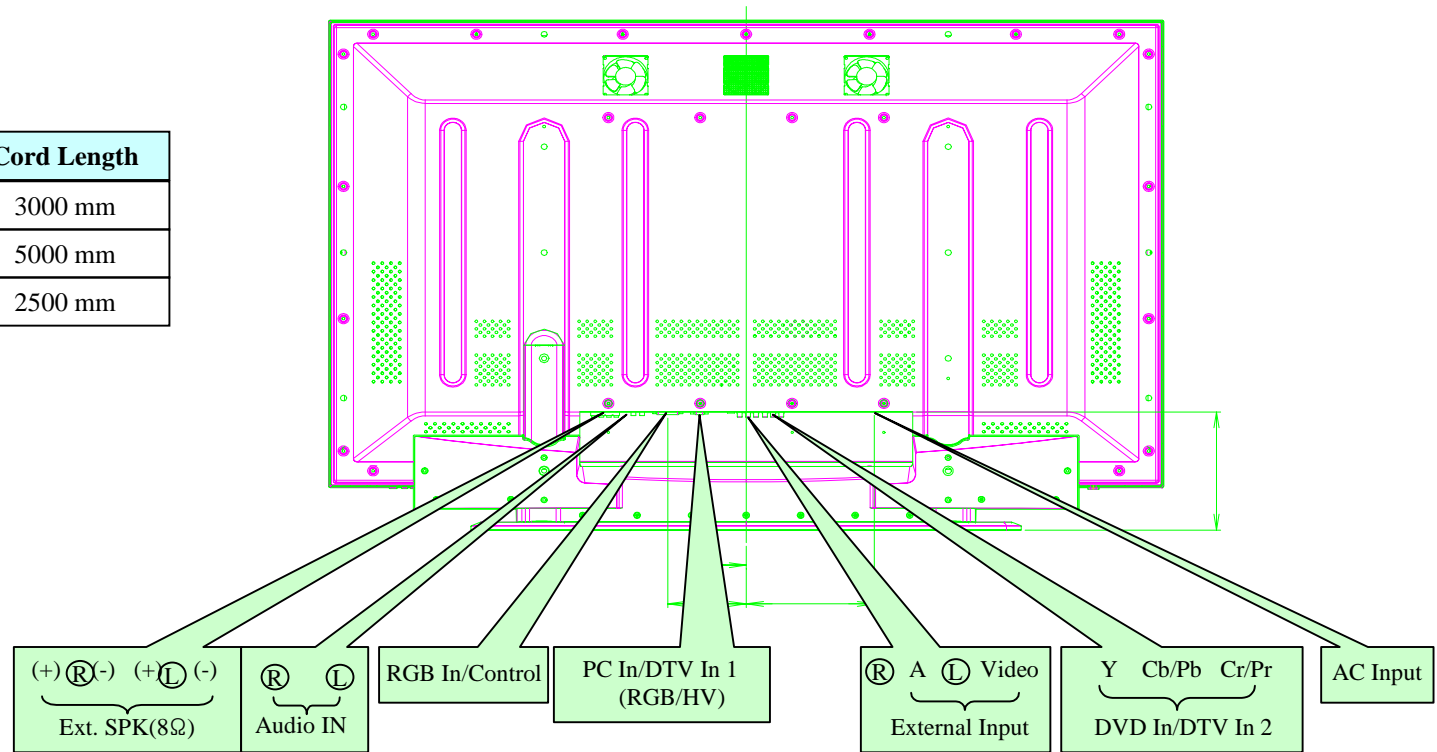 Cord Length
3000 mm
5000 mm
2500 mm
(+) Ⓡ (-) (+) Ⓛ (-)
Ext. SPK(8Ω)
Ⓡ Ⓛ
Audio IN
RGB In/Control
PC In/DTV In 1
(RGB/HV)
Ⓡ A Ⓛ Video
External Input
Y Cb/Pb Cr/Pr
DVD In/DTV In 2
AC Input